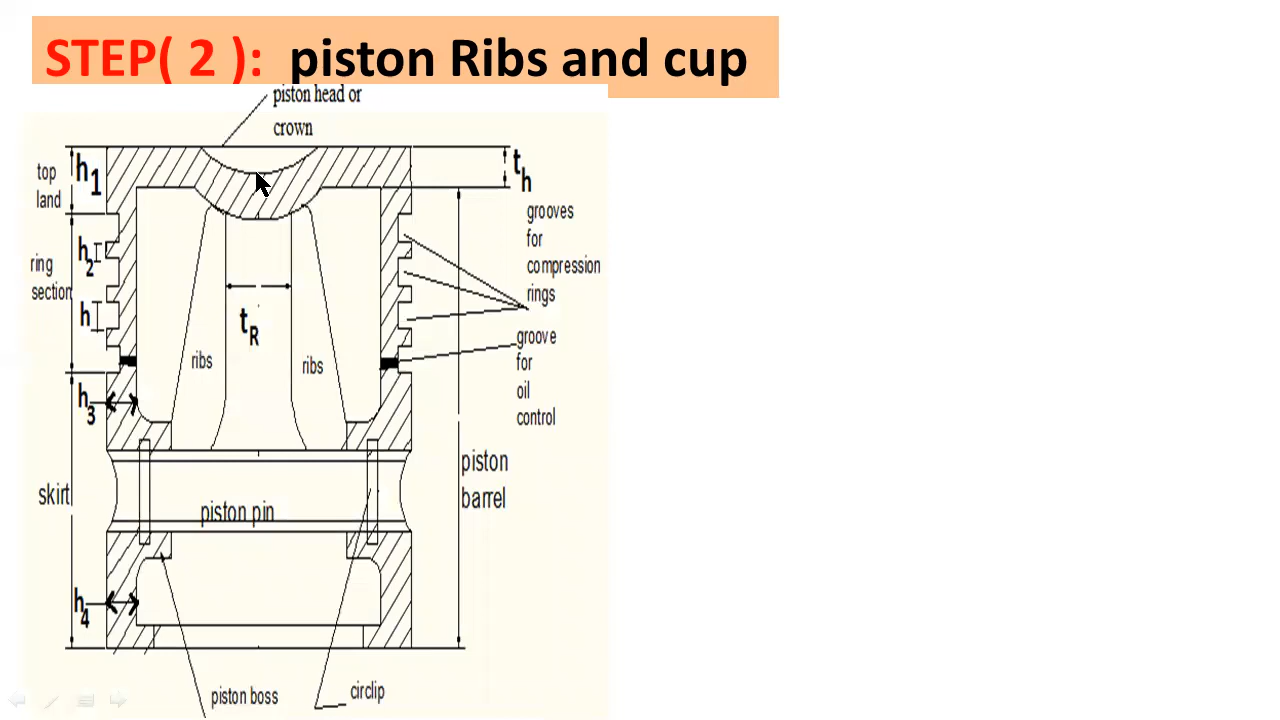 STEP( 2 ): piston Ribs and cup
piston head or
crown
top
land
h1
th
grooves
for
compression
rings
ring
section
h2
h
tR
ribs
ribs
groove
for
oil
control
h3
piston
barrel
skirt
piston pin
h4
piston boss
circlip